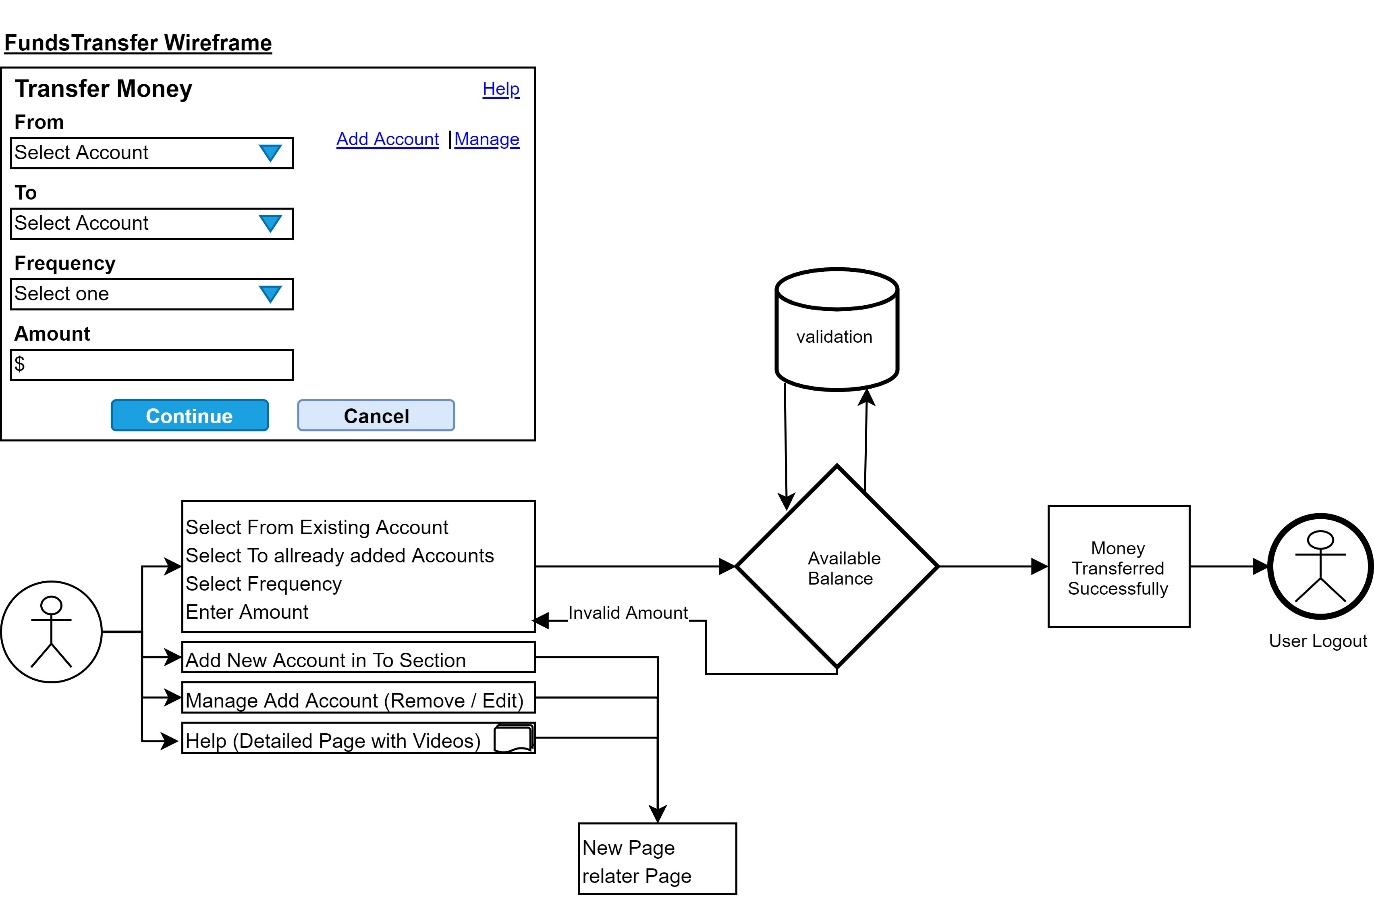 FundsTransfer Wireframe
Transfer Money
Help
From
Add Account | Manage
Select Account
To
Select Account
Frequency
Select one
Amount
$
Continue
Cancel
validation
Select From Existing Account
Select To allready added Accounts
Select Frequency
Enter Amount
Available
Balance
Money
Transferred
Successfully
Invalid Amount
User Logout
Add New Account in To Section
Manage Add Account (Remove / Edit)
Help (Detailed Page with Videos)
New Page
relater Page